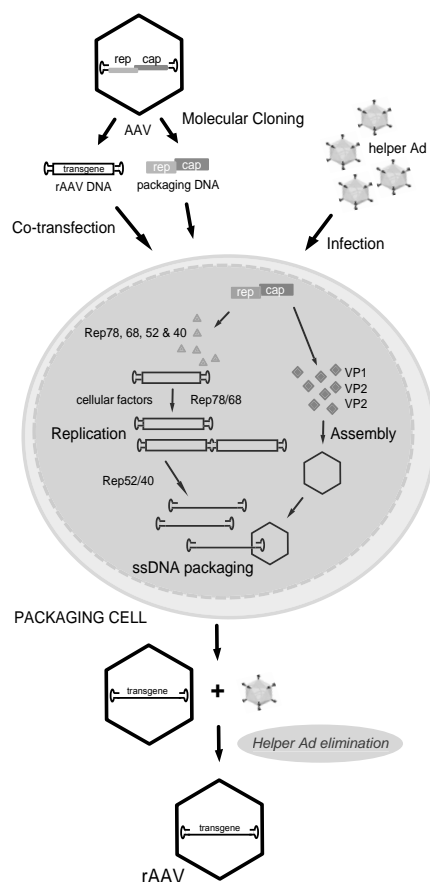 rep cap
AAV
Molecular Cloning
transgene
rAAV DNA
rep cap
packaging DNA
helper Ad
Co-transfection
Infection
rep cap
Rep78, 68, 52 & 40
VP1
VP2
VP2
cellular factors
Rep78/68
Replication
Assembly
Rep52/40
ssDNA packaging
PACKAGING CELL
transgene
+
Helper Ad elimination
transgene
rAAV